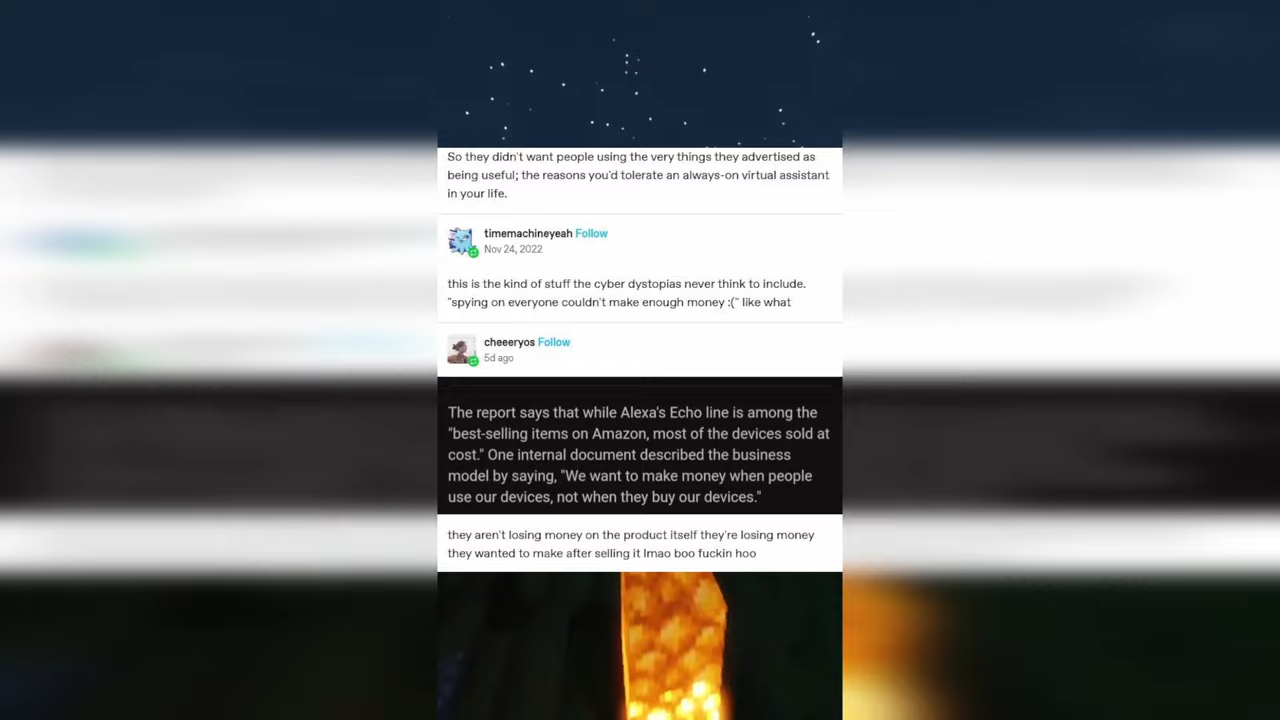 So they didn't want people using the very things they advertised as
being useful; the reasons you'd tolerate an always-on virtual assistant
in your life.
timemachineyeah Follow
Nov 24, 2022
this is the kind of stuff the cyber dystopias never think to include.
"spying on everyone couldn't make enough money :(" like what
cheeeryos Follow
5d ago
The report says that while Alexa's Echo line is among the
"best-selling items on Amazon, most of the devices sold at
cost." One internal document described the business
model by saying, "We want to make money when people
use our devices, not when they buy our devices."
they aren't losing money on the product itself they're losing money
they wanted to make after selling it lmao boo fuckin hoo